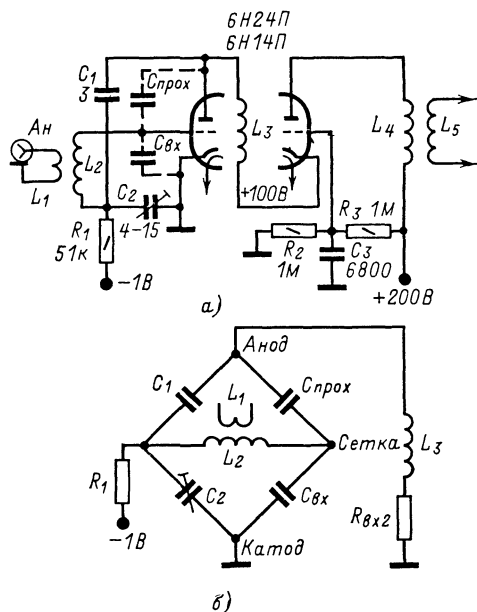 6Н24П
6Н14П
C1
3
Cпрох
Ан
L2
L1
Cвх
C2
4-15
R1
51к
-1В
L3
+100В
L4
L5
R3 1М
R2
1М
C3
6800
+200В
а)
Анод
C1
Cпрох
L1
L2
Сетка
L3
R1
C2
Cвх
-1В
Rвх2
Катод
б)